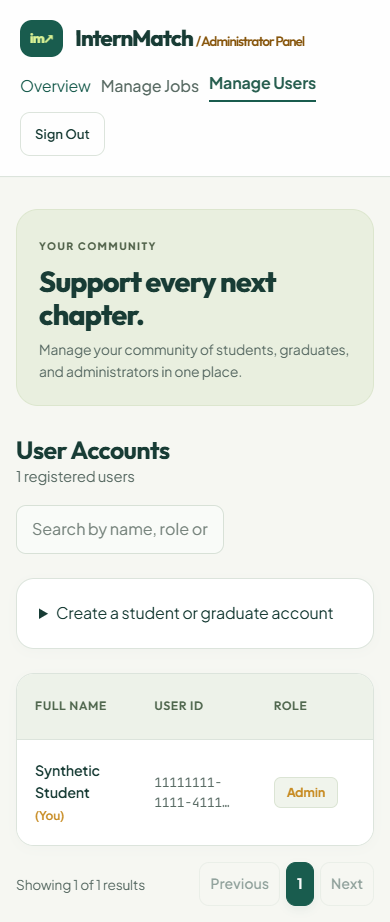 im↗ InternMatch / Administrator Panel
Overview Manage Jobs Manage Users
Sign Out
YOUR COMMUNITY
Support every next
chapter.
Manage your community of students, graduates,
and administrators in one place.
User Accounts
1 registered users
Search by name, role or
▶ Create a student or graduate account
FULL NAME USER ID ROLE
Synthetic
Student
(You)
11111111-
1111-4111…
Admin
Showing 1 of 1 results Previous 1 Next